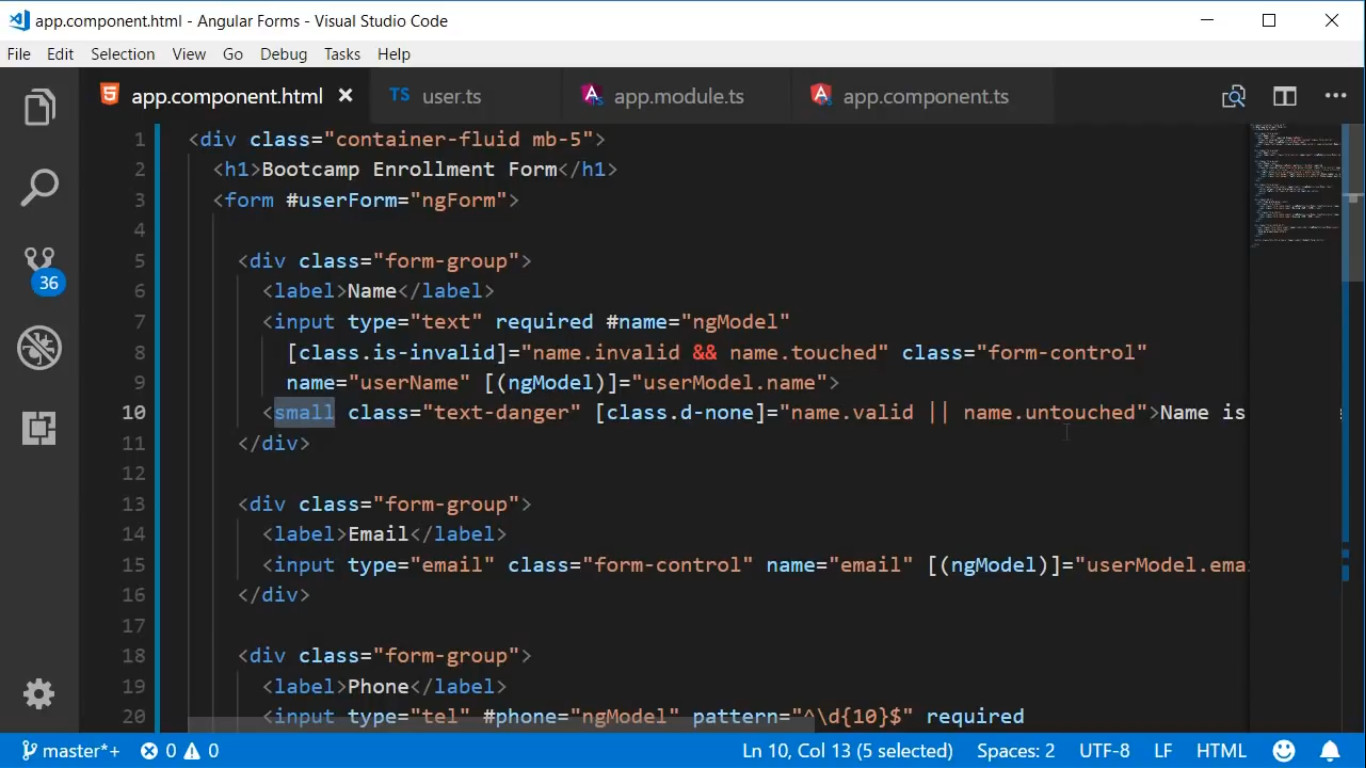 app.component.html - Angular Forms - Visual Studio Code
File Edit Selection View Go Debug Tasks Help
app.component.html TS user.ts app.module.ts app.component.ts
1 <div class="container-fluid mb-5">
2 <h1>Bootcamp Enrollment Form</h1>
3 <form #userForm="ngForm">
4
5 <div class="form-group">
6 <label>Name</label>
7 <input type="text" required #name="ngModel"
8 [class.is-invalid]="name.invalid && name.touched" class="form-control"
9 name="userName" [(ngModel)]="userModel.name">
10 <small class="text-danger" [class.d-none]="name.valid || name.untouched">Name is
11 </div>
12
13 <div class="form-group">
14 <label>Email</label>
15 <input type="email" class="form-control" name="email" [(ngModel)]="userModel.emai
16 </div>
17
18 <div class="form-group">
19 <label>Phone</label>
20 <input type="tel" #phone="ngModel" pattern="^\d{10}$" required
36
master*+ 0 0 Ln 10, Col 13 (5 selected) Spaces: 2 UTF-8 LF HTML